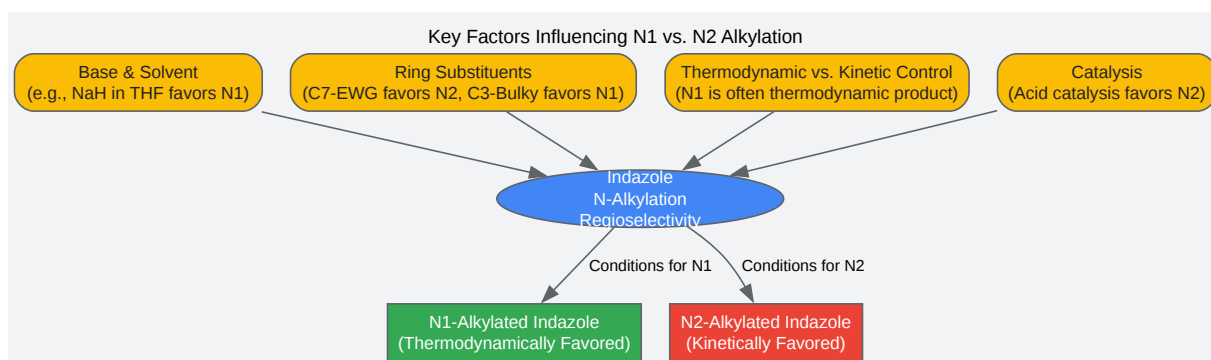 Key Factors Influencing N1 vs. N2 Alkylation
Base & Solvent
(e.g., NaH in THF favors N1)
Ring Substituents
(C7-EWG favors N2, C3-Bulky favors N1)
Thermodynamic vs. Kinetic Control
(N1 is often thermodynamic product)
Catalysis
(Acid catalysis favors N2)
Indazole
N-Alkylation
Regioselectivity
Conditions for N1
Conditions for N2
N1-Alkylated Indazole
(Thermodynamically Favored)
N2-Alkylated Indazole
(Kinetically Favored)